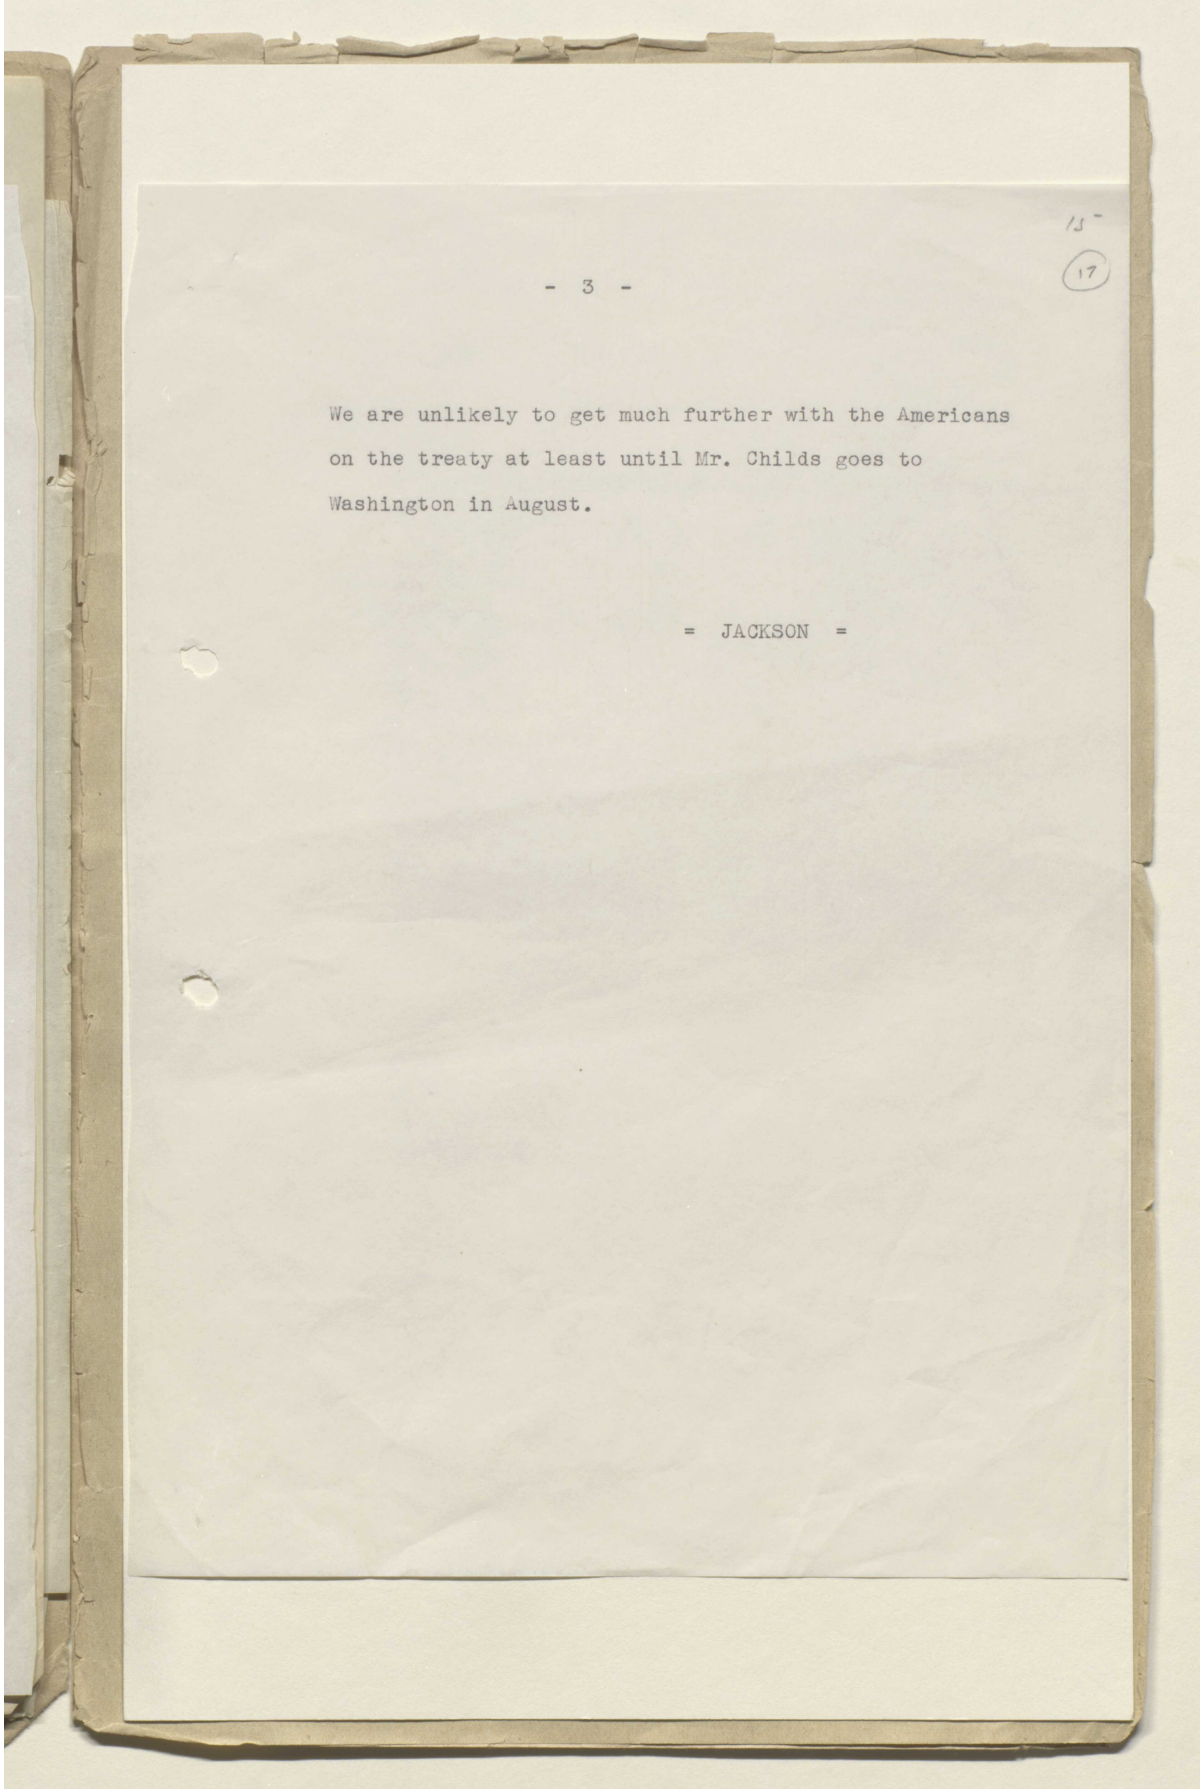 15
17
- 3 -
We are unlikely to get much further with the Americans
on the treaty at least until Mr. Childs goes to
Washington in August.
= JACKSON =